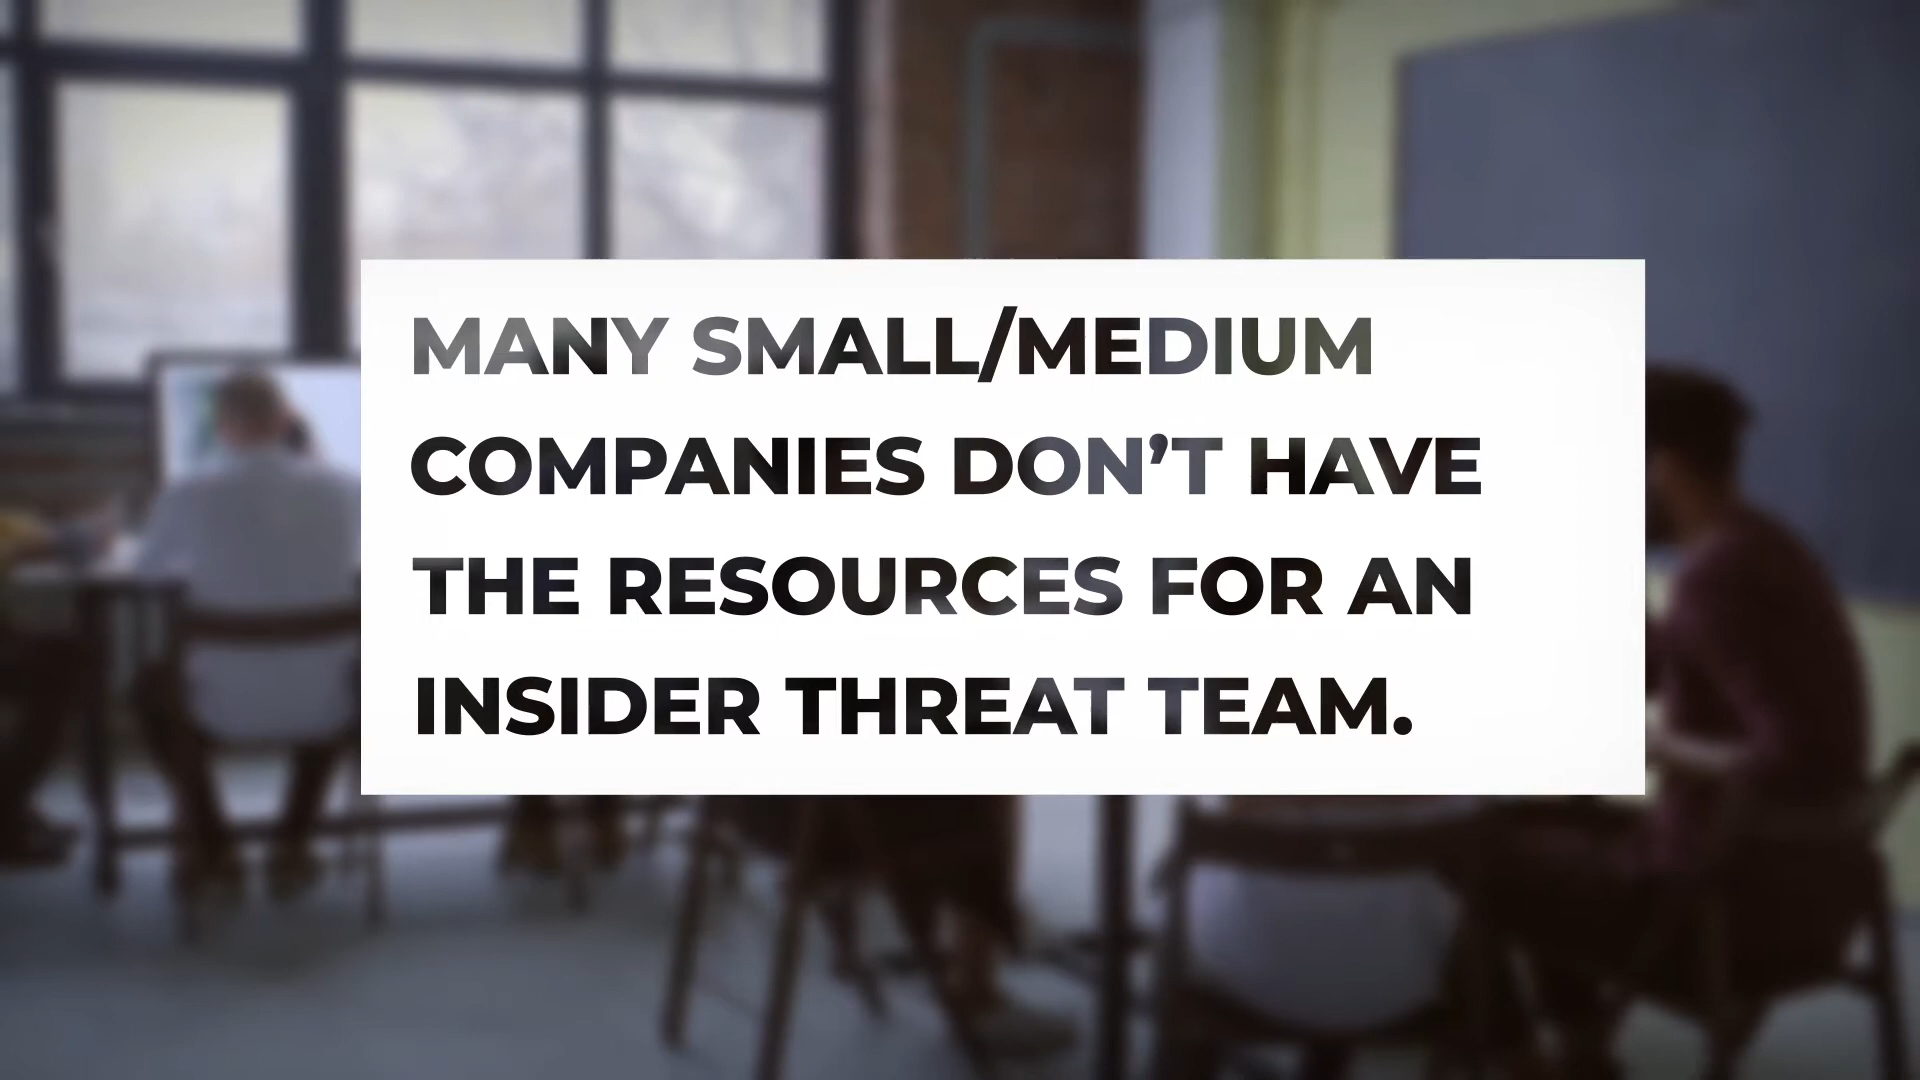 MANY SMALL/MEDIUM
COMPANIES DON’T HAVE
THE RESOURCES FOR AN
INSIDER THREAT TEAM.